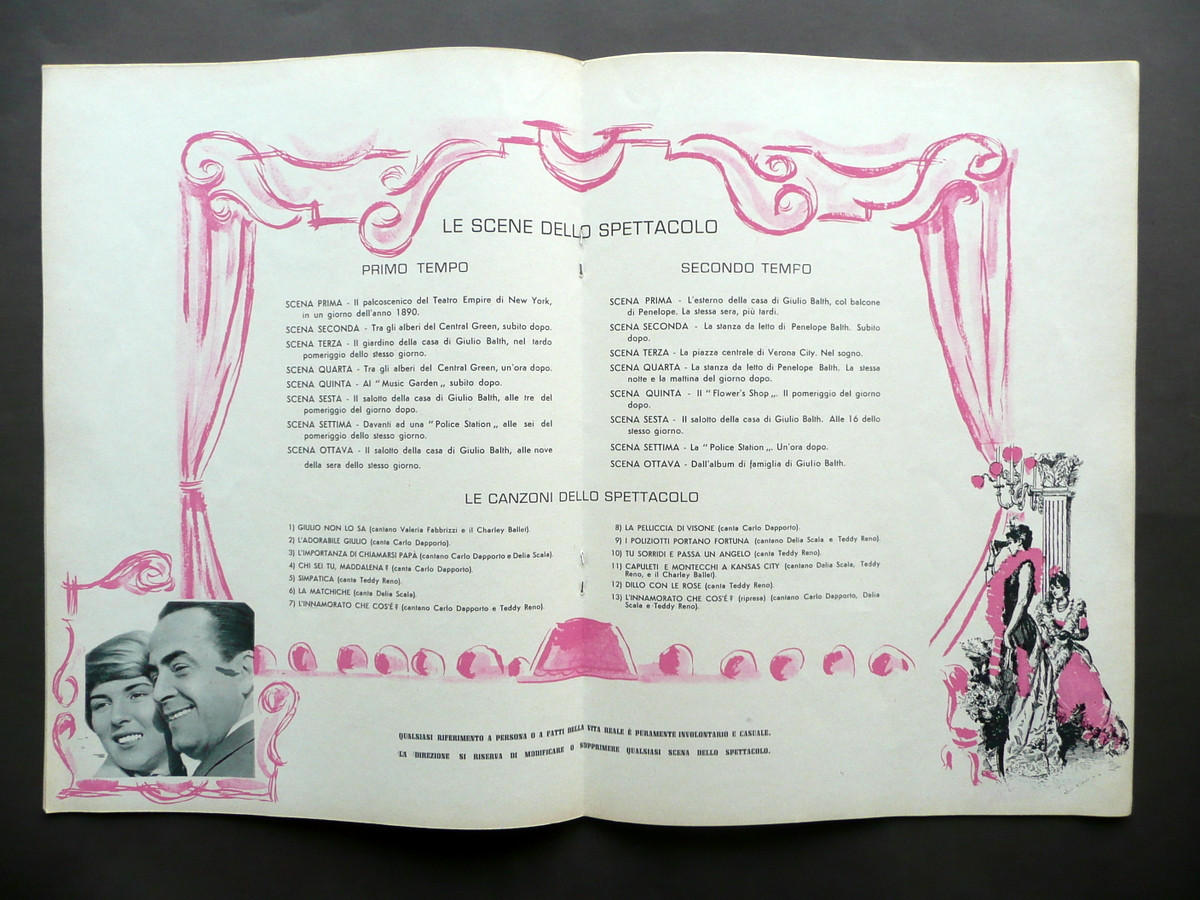 LE SCENE DELLO SPETTACOLO
PRIMO TEMPO
SCENA PRIMA - Il palcoscenico del Teatro Empire di New York,
in un giorno dell'anno 1890.
SCENA SECONDA - Tra gli alberi del Central Green, subito dopo.
SCENA TERZA - Il giardino della casa di Giulio Balth, nel tardo
pomeriggio dello stesso giorno.
SCENA QUARTA - Tra gli alberi del Central Green, un'ora dopo.
SCENA QUINTA - Al "Music Garden„ subito dopo.
SCENA SESTA - Il salotto della casa di Giulio Balth, alle tre del
pomeriggio del giorno dopo.
SCENA SETTIMA - Davanti ad una "Police Station„ alle sei del
pomeriggio dello stesso giorno.
SCENA OTTAVA - Il salotto della casa di Giulio Balth, alle nove
della sera dello stesso giorno.
SECONDO TEMPO
SCENA PRIMA - L'esterno della casa di Giulio Balth, col balcone
di Penelope. La stessa sera, più tardi.
SCENA SECONDA - La stanza da letto di Penelope Balth. Subito
dopo.
SCENA TERZA - La piazza centrale di Verona City. Nel sogno.
SCENA QUARTA - La stanza da letto di Penelope Balth. La stessa
notte e la mattina del giorno dopo.
SCENA QUINTA - Il "Flower's Shop„. Il pomeriggio del giorno
dopo.
SCENA SESTA - Il salotto della casa di Giulio Balth. Alle 16 dello
stesso giorno.
SCENA SETTIMA - La "Police Station„. Un'ora dopo.
SCENA OTTAVA - Dall'album di famiglia di Giulio Balth.
LE CANZONI DELLO SPETTACOLO
1) GIULIO NON LO SA (cantano Valeria Fabbrizzi e il Charley Ballet).
2) L'ADORABILE GIULIO (canta Carlo Dapporto).
3) L'IMPORTANZA DI CHIAMARSI PAPÀ (cantano Carlo Dapporto e Delia Scala).
4) CHI SEI TU, MADDALENA? (canta Carlo Dapporto).
5) SIMPATICA (canta Teddy Reno).
6) LA MATCHICHE (canta Delia Scala).
7) L'INNAMORATO CHE COS'È? (cantano Carlo Dapporto e Teddy Reno).
8) LA PELLICCIA DI VISONE (canta Carlo Dapporto).
9) I POLIZIOTTI PORTANO FORTUNA (cantano Delia Scala e Teddy Reno).
10) TU SORRIDI E PASSA UN ANGELO (canta Teddy Reno).
11) CAPULETI E MONTECCHI A KANSAS CITY (cantano Delia Scala, Teddy
Reno, e il Charley Ballet).
12) DILLO CON LE ROSE (canta Teddy Reno).
13) L'INNAMORATO CHE COS'È? (ripresa) (cantano Carlo Dapporto, Delia
Scala e Teddy Reno).
QUALSIASI RIFERIMENTO A PERSONA O A FATTI DELLA VITA REALE È PURAMENTE INVOLONTARIO E CASUALE.
LA DIREZIONE SI RISERVA DI MODIFICARE O SOPPRIMERE QUALSIASI SCENA DELLO SPETTACOLO.